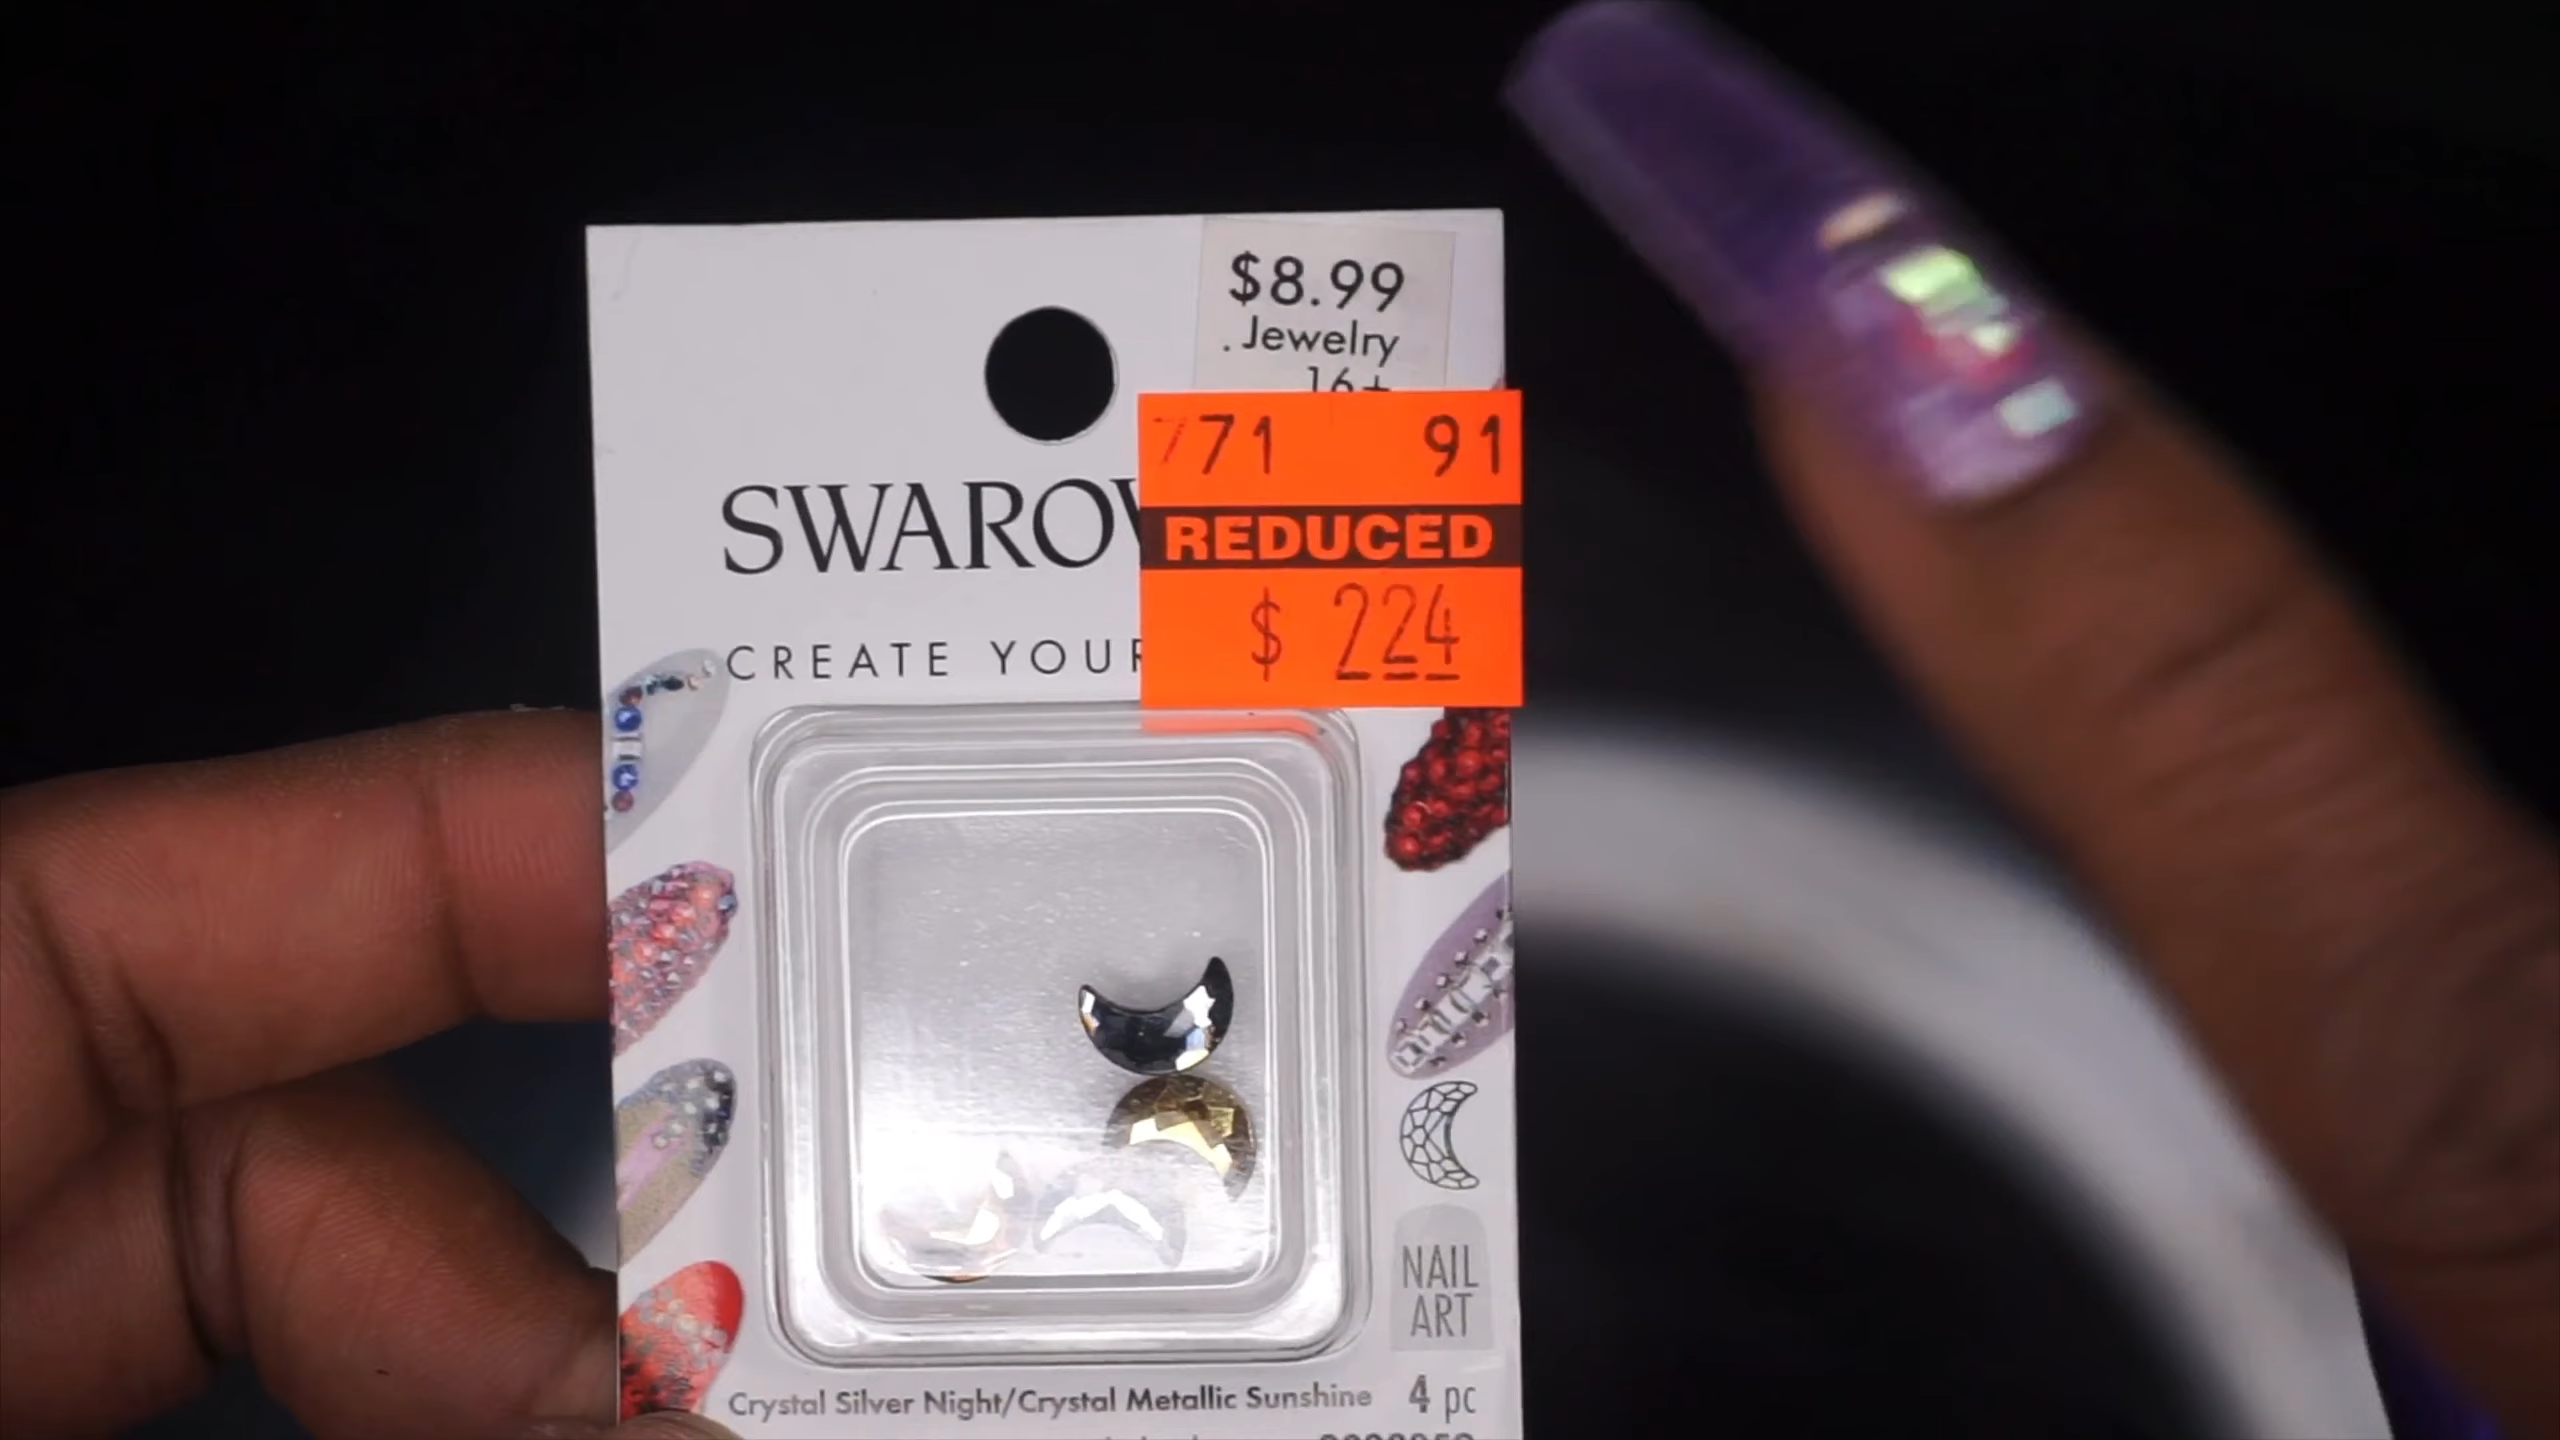 $8.99
. Jewelry
16+
771 91
REDUCED
SWAROV
$ 224
CREATE YOUR
NAIL
ART
Crystal Silver Night/Crystal Metallic Sunshine 4 pc